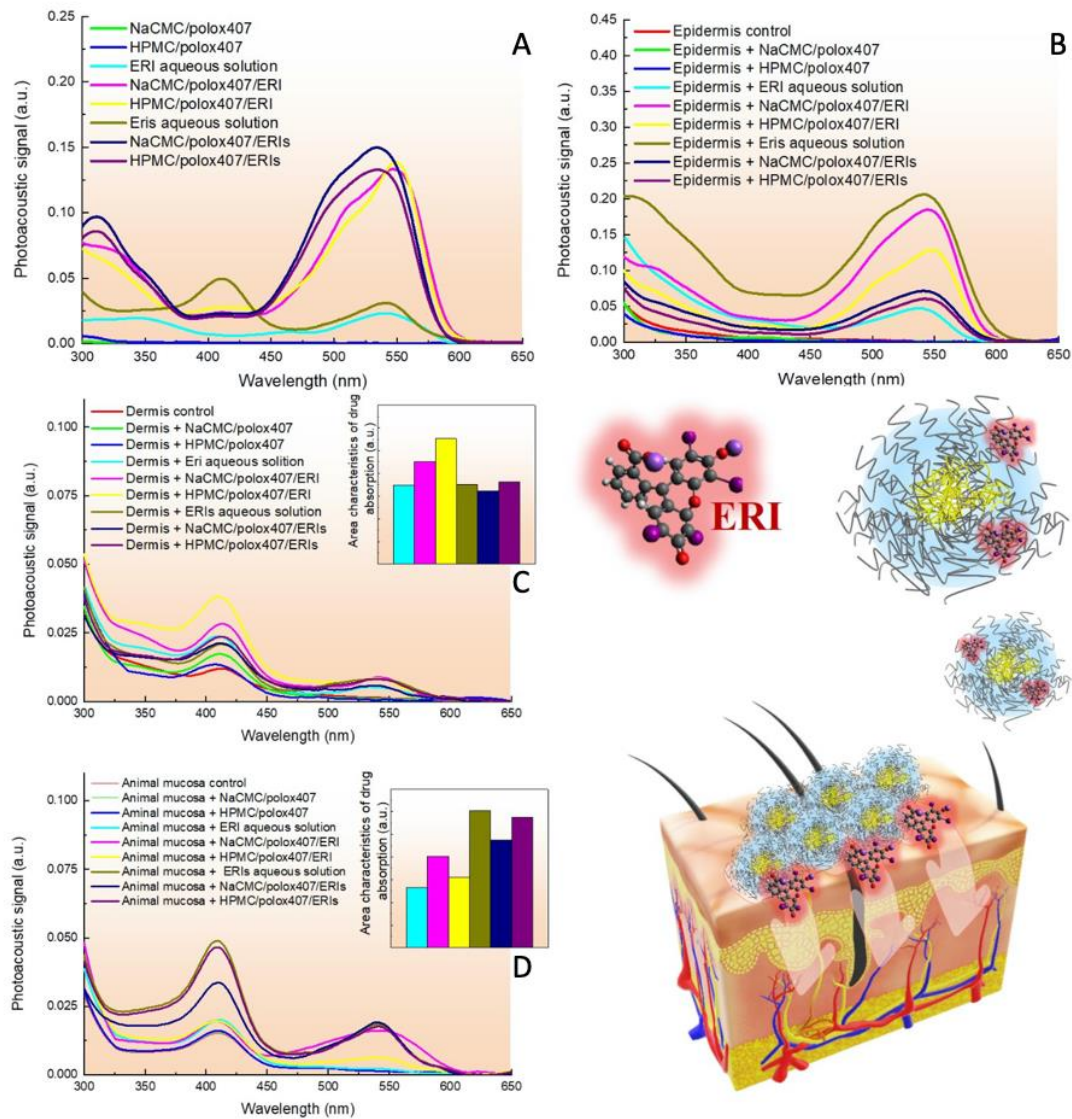 0.25
0.20
0.15
0.10
0.05
0.00
Photoacoustic signal (a.u.)
NaCMC/polox407
HPMC/polox407
ERI aqueous solution
NaCMC/polox407/ERI
HPMC/polox407/ERI
Eris aqueous solution
NaCMC/polox407/ERIs
HPMC/polox407/ERIs
A
300 350 400 450 500 550 600 650
Wavelength (nm)
0.45
0.40
0.35
0.30
0.25
0.20
0.15
0.10
0.05
0.00
Photoacoustic signal (a.u.)
Epidermis control
Epidermis + NaCMC/polox407
Epidermis + HPMC/polox407
Epidermis + ERI aqueous solution
Epidermis + NaCMC/polox407/ERI
Epidermis + HPMC/polox407/ERI
Epidermis + Eris aqueous solution
Epidermis + NaCMC/polox407/ERIs
Epidermis + HPMC/polox407/ERIs
B
300 350 400 450 500 550 600 650
Wavelength (nm)
0.100
0.075
0.050
0.025
0.000
Photoacoustic signal (a.u.)
Dermis control
Dermis + NaCMC/polox407
Dermis + HPMC/polox407
Dermis + Eri aqueous solition
Dermis + NaCMC/polox407/ERI
Dermis + HPMC/polox407/ERI
Dermis + ERIs aqueous solution
Dermis + NaCMC/polox407/ERIs
Dermis + HPMC/polox407/ERIs
Area characteristics of drug
absorption (a.u.)
C
300 350 400 450 500 550 600 650
Wavelength (nm)
ERI
0.100
0.075
0.050
0.025
0.000
Photoacoustic signal (a.u.)
Animal mucosa control
Animal mucosa + NaCMC/polox407
Animal mucosa + HPMC/polox407
Animal mucosa + ERI aqueous solution
Animal mucosa + NaCMC/polox407/ERI
Animal mucosa + HPMC/polox407/ERI
Animal mucosa + ERIs aqueous solution
Animal mucosa + NaCMC/polox407/ERIs
Animal mucosa + HPMC/polox407/ERIs
Area characteristics of drug
absorption (a.u.)
D
300 350 400 450 500 550 600 650
Wavelength (nm)